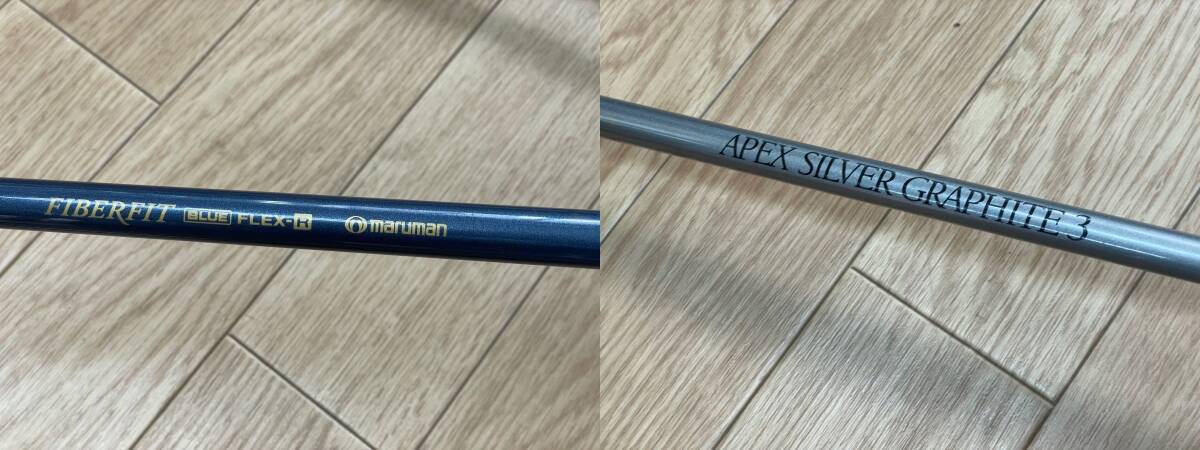 FIBERFIT BLUE FLEX-R maruman
APEX SILVER GRAPHITE 3